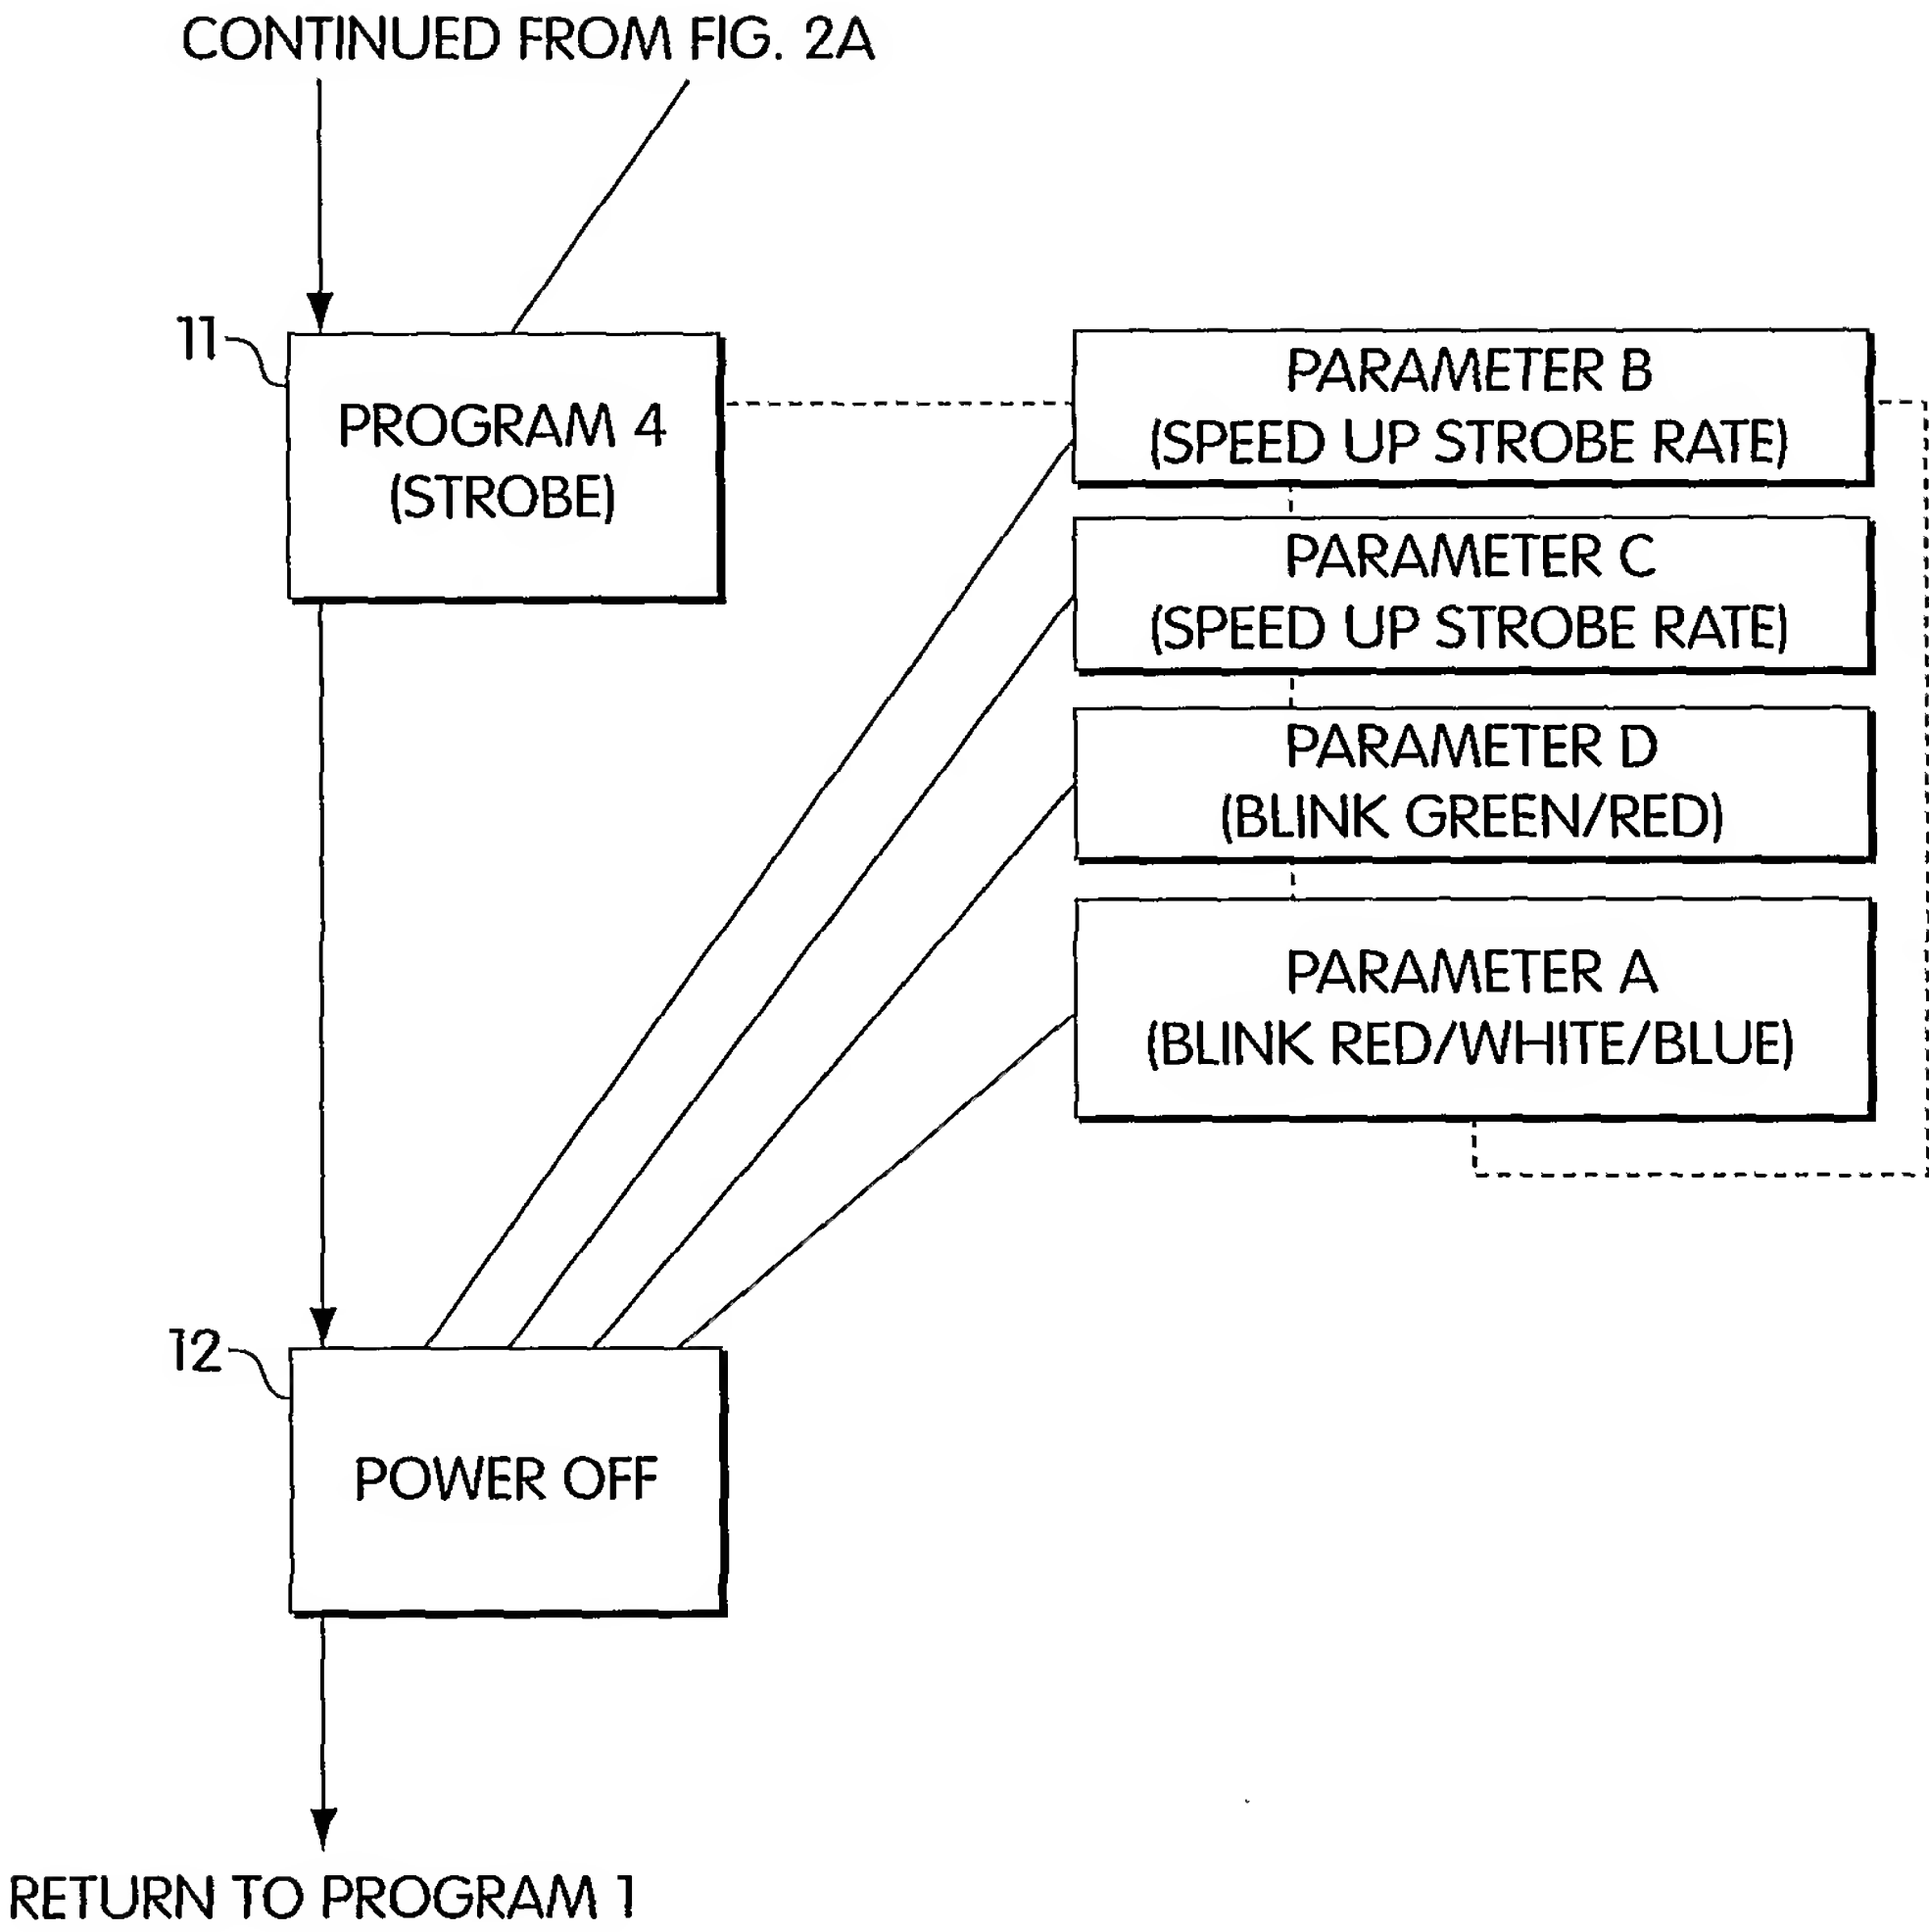 CONTINUED FROM FIG. 2A
11
PROGRAM 4
(STROBE)
PARAMETER B
(SPEED UP STROBE RATE)
PARAMETER C
(SPEED UP STROBE RATE)
PARAMETER D
(BLINK GREEN/RED)
PARAMETER A
(BLINK RED/WHITE/BLUE)
12
POWER OFF
RETURN TO PROGRAM 1